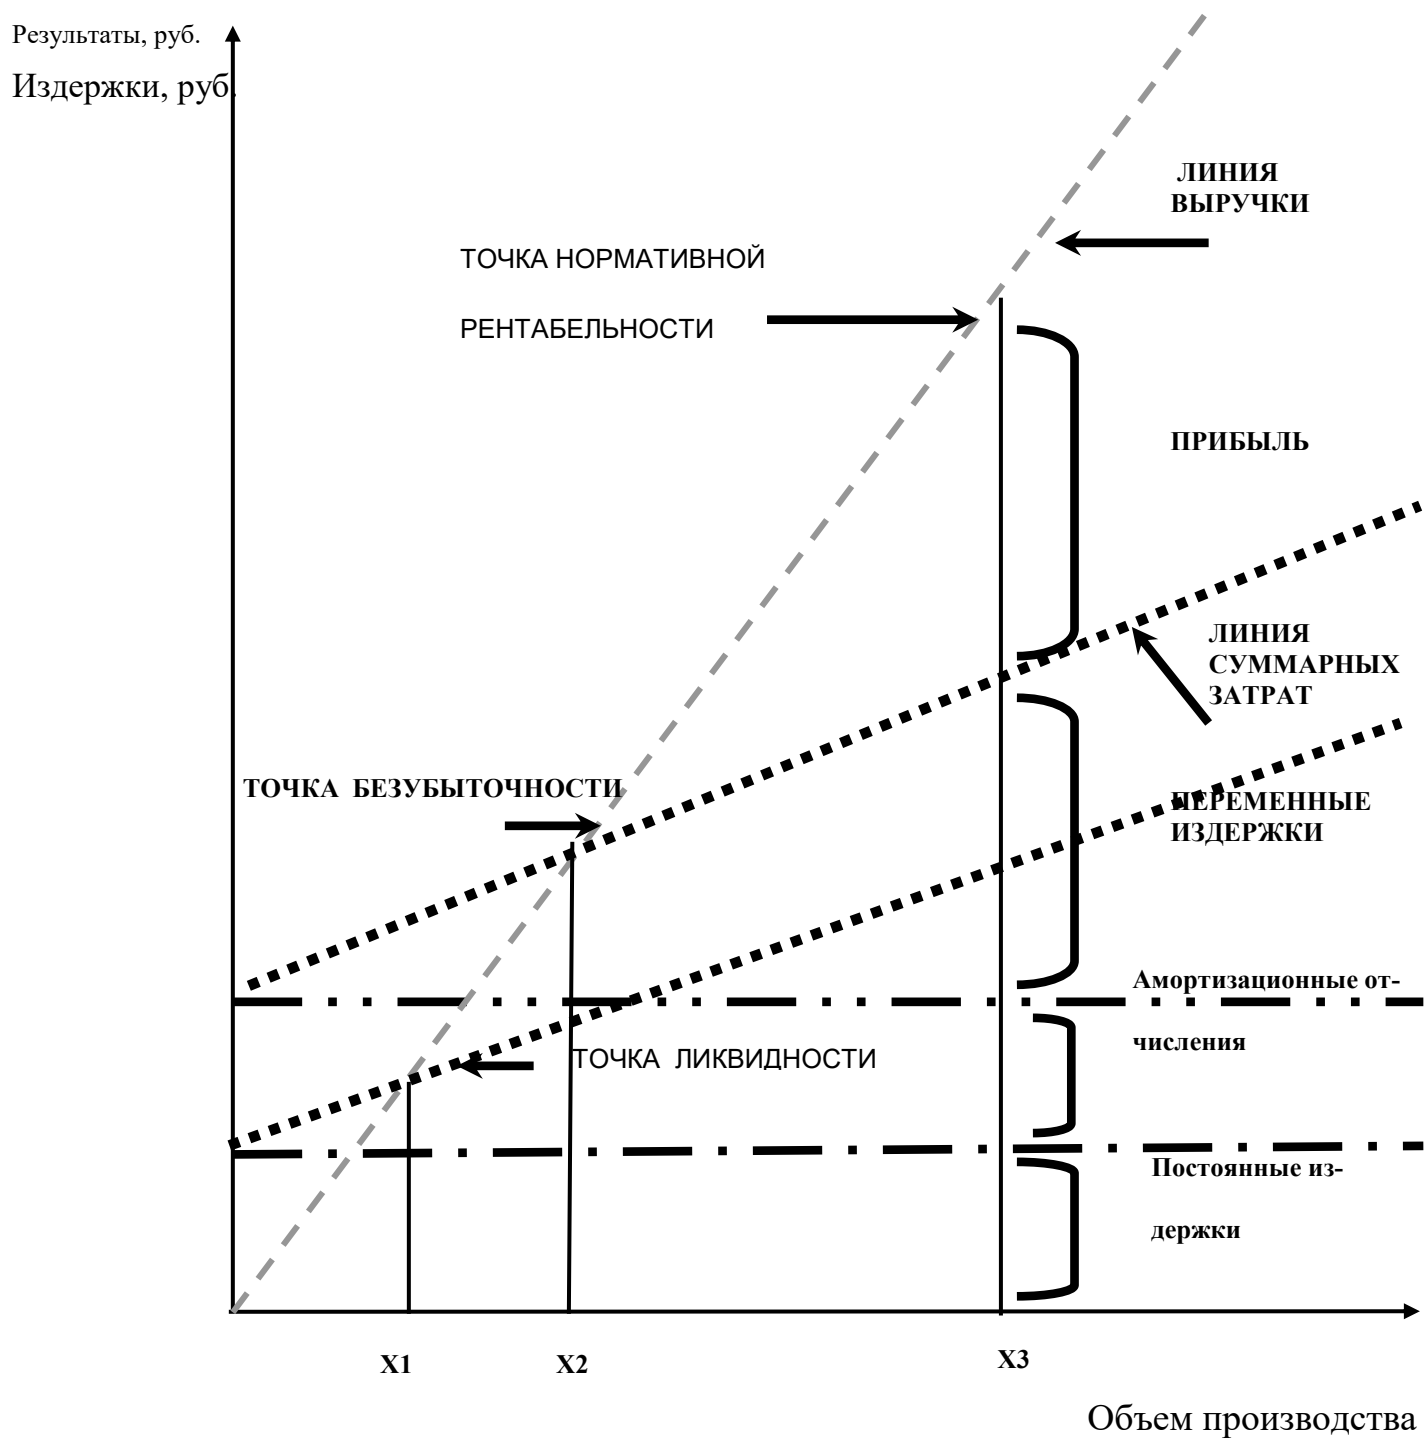 Результаты, руб.
Издержки, руб.
ЛИНИЯ
ВЫРУЧКИ
ТОЧКА НОРМАТИВНОЙ
РЕНТАБЕЛЬНОСТИ
ПРИБЫЛЬ
ЛИНИЯ
СУММАРНЫХ
ЗАТРАТ
ТОЧКА БЕЗУБЫТОЧНОСТИ
ПЕРЕМЕННЫЕ
ИЗДЕРЖКИ
Амортизационные от-
числения
ТОЧКА ЛИКВИДНОСТИ
Постоянные из-
держки
X1
X2
X3
Объем производства